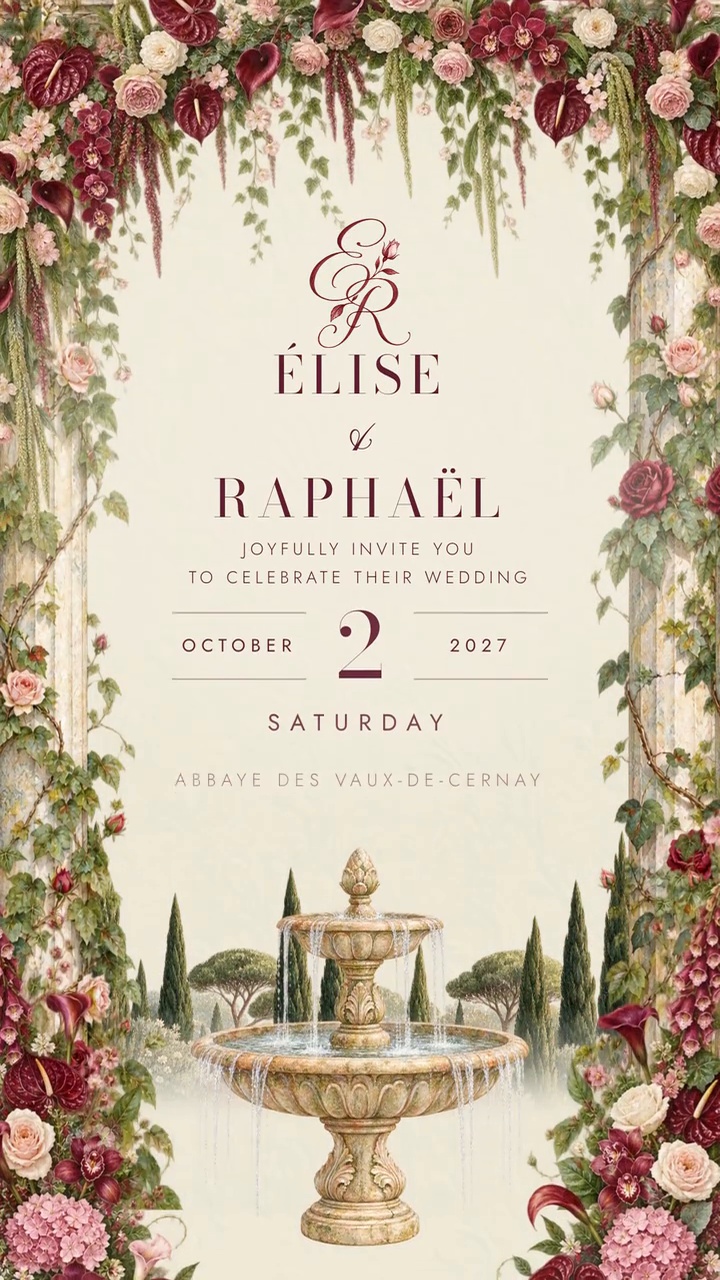 ER
ÉLISE
&
RAPHAËL
JOYFULLY INVITE YOU
TO CELEBRATE THEIR WEDDING
OCTOBER 2 2027
SATURDAY
ABBAYE DES VAUX-DE-CERNAY